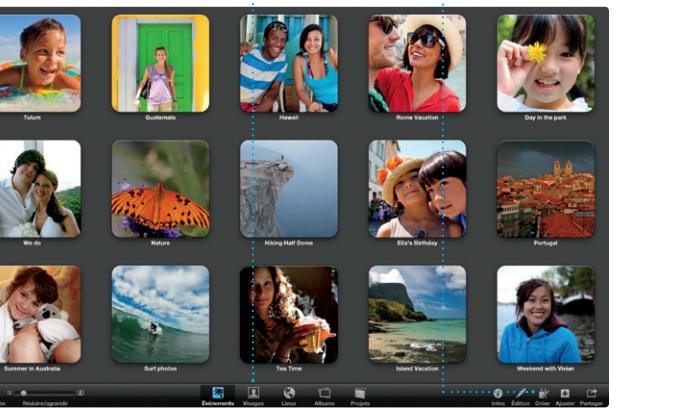 Tulum
Guatemala
Hawaii
Rome Vacation
Day in the park
We do
Nature
Hiking Half Dome
Ella's Birthday
Portugal
Summer in Australia
Surf photos
Tea Time
Island Vacation
Weekend with Vivian
Réduire/agrandir
Événements
Visages
Lieux
Albums
Projets
Infos
Édition
Créer
Ajouter
Partager